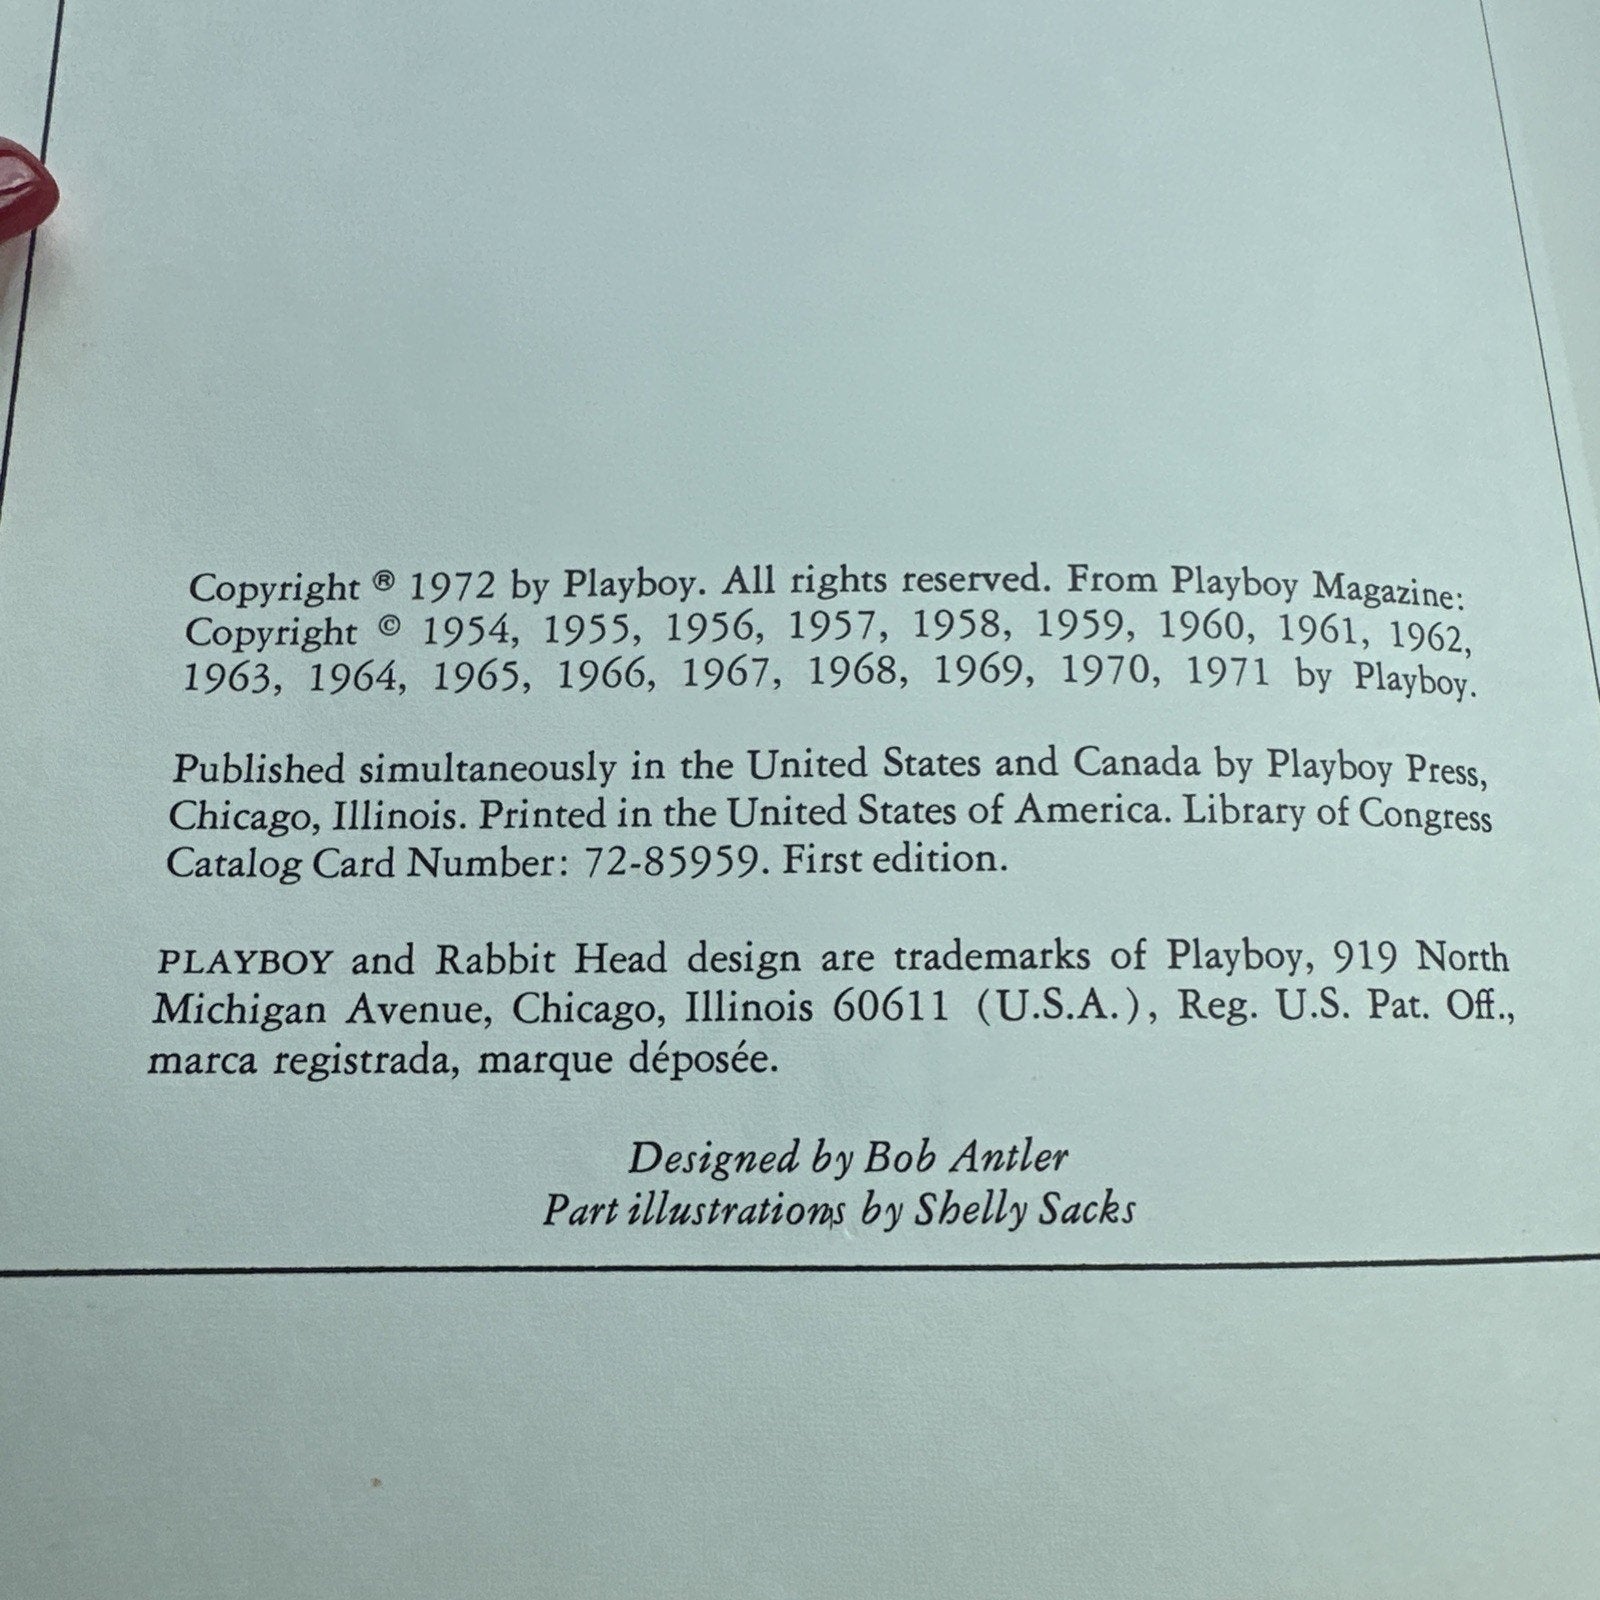 Copyright ® 1972 by Playboy. All rights reserved. From Playboy Magazine:
Copyright © 1954, 1955, 1956, 1957, 1958, 1959, 1960, 1961, 1962,
1963, 1964, 1965, 1966, 1967, 1968, 1969, 1970, 1971 by Playboy.
Published simultaneously in the United States and Canada by Playboy Press,
Chicago, Illinois. Printed in the United States of America. Library of Congress
Catalog Card Number: 72-85959. First edition.
PLAYBOY and Rabbit Head design are trademarks of Playboy, 919 North
Michigan Avenue, Chicago, Illinois 60611 (U.S.A.), Reg. U.S. Pat. Off.,
marca registrada, marque déposée.
Designed by Bob Antler
Part illustrations by Shelly Sacks